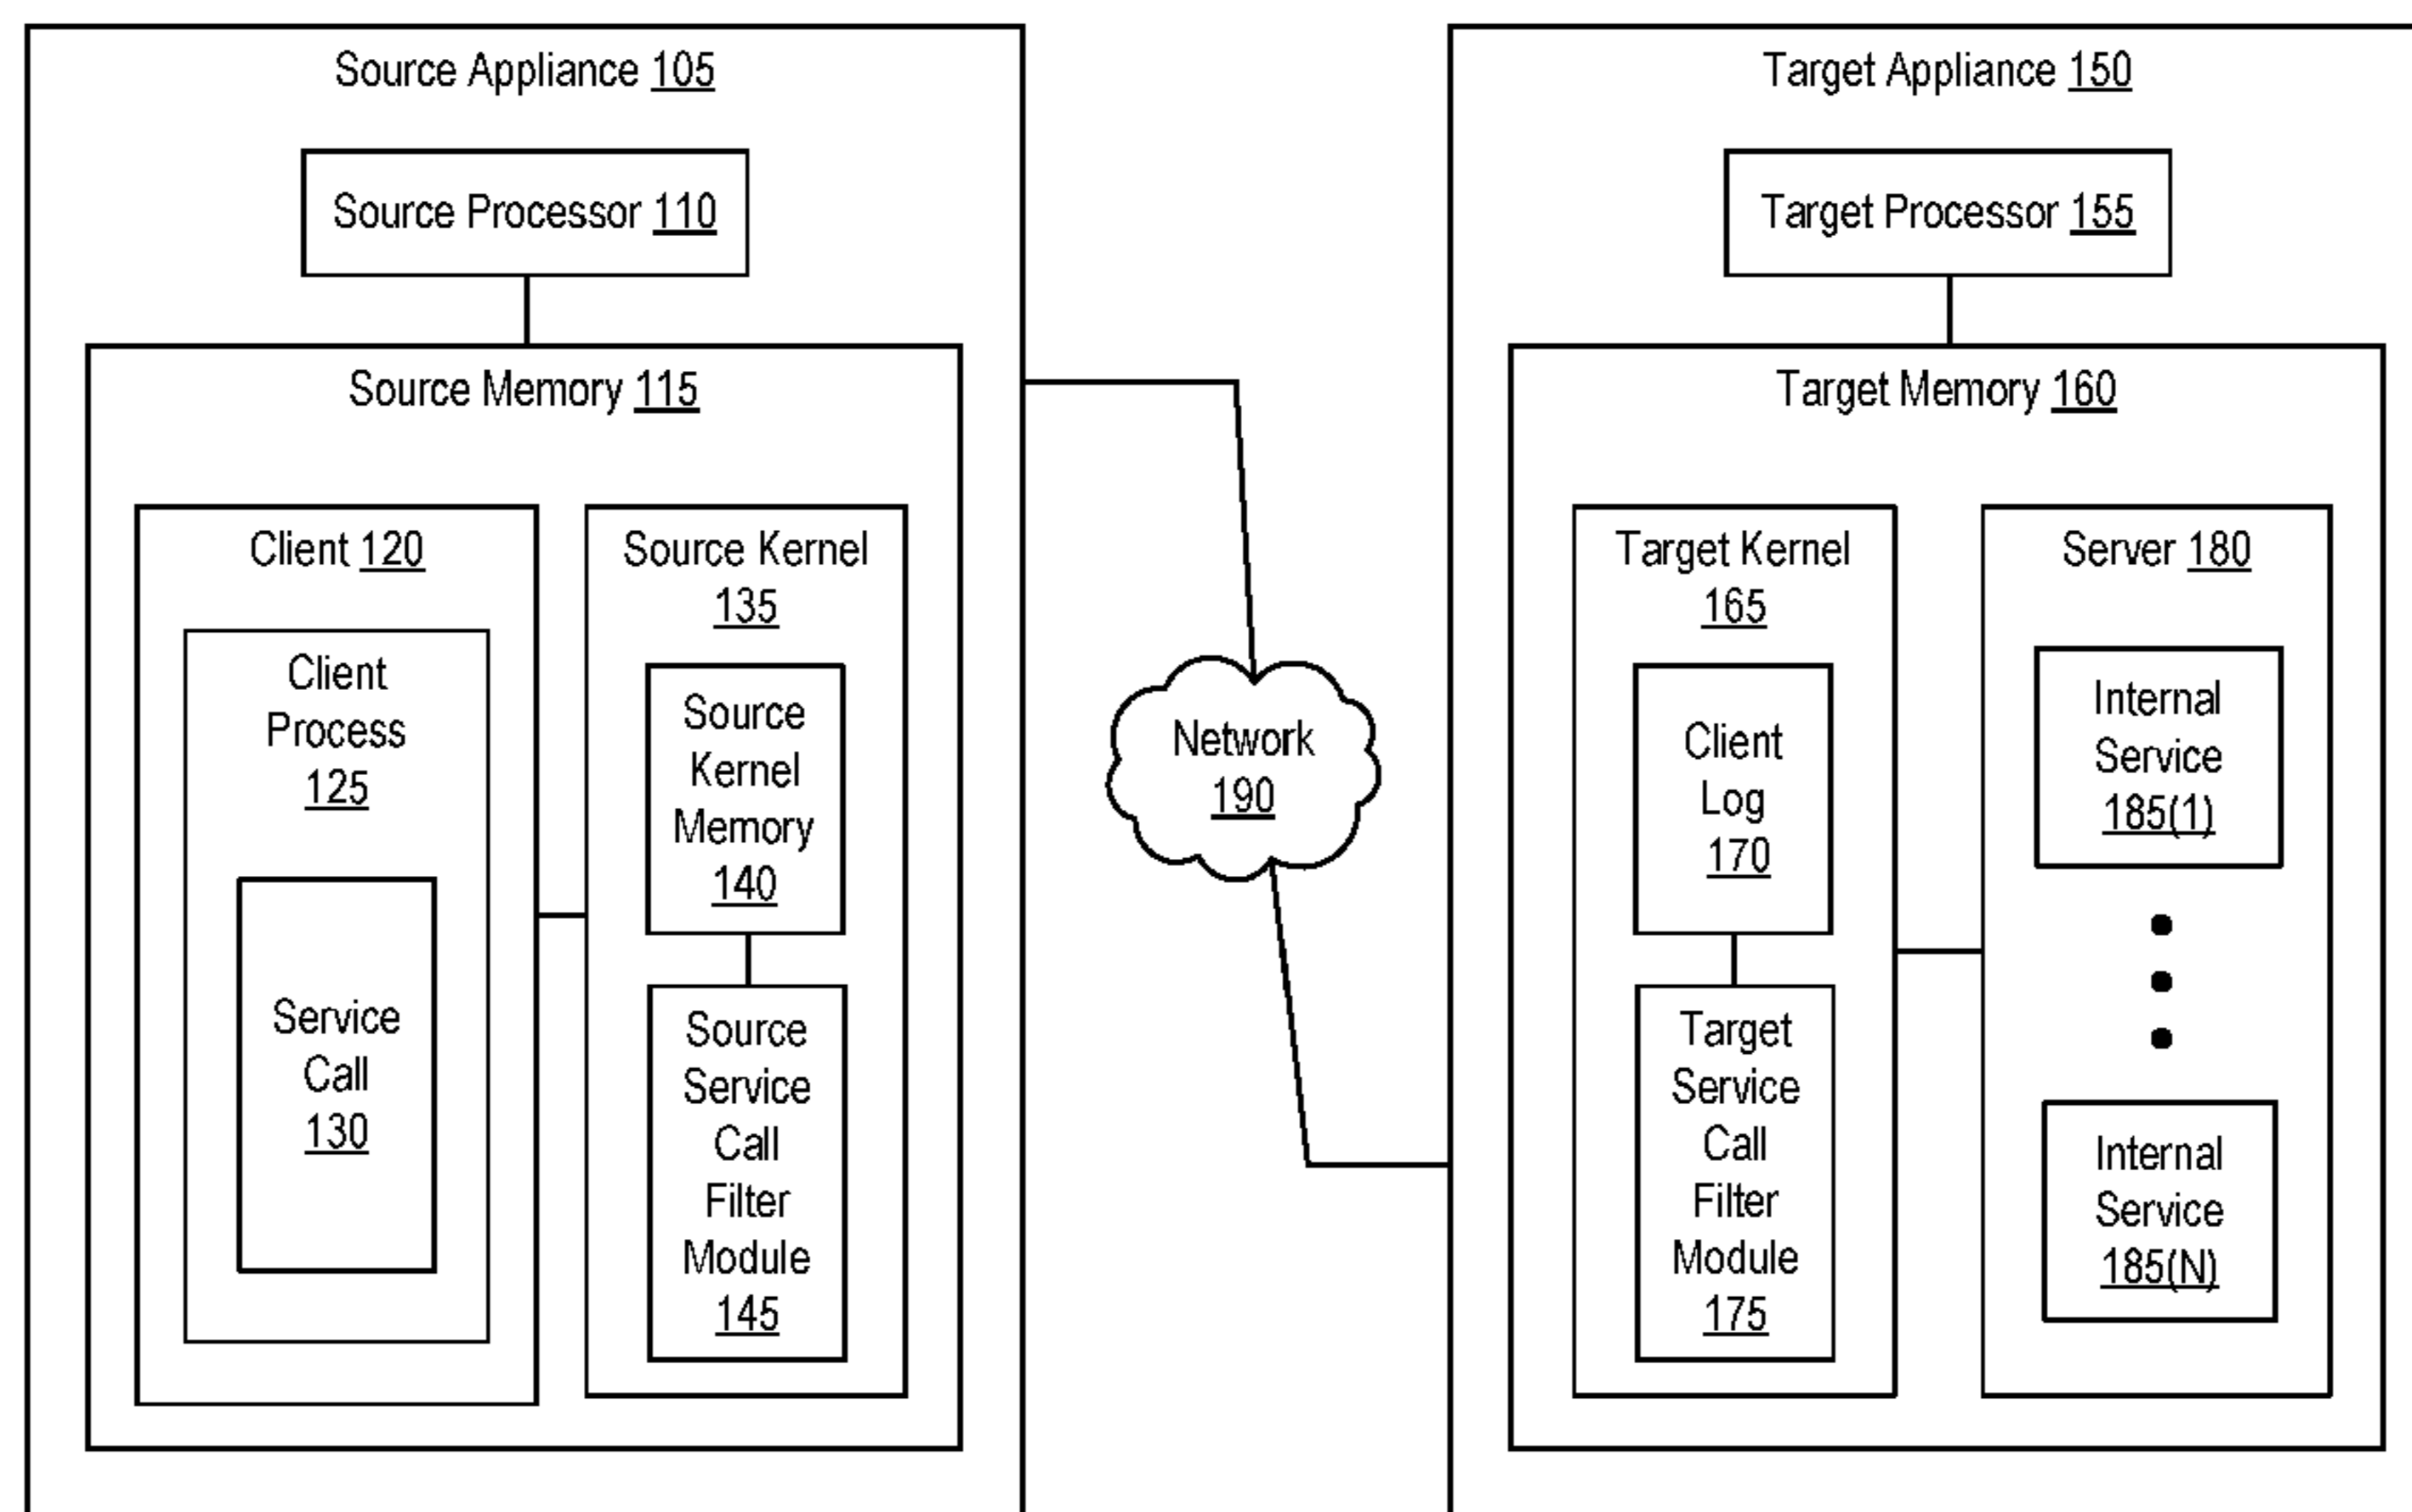 Source Appliance 105
Source Processor 110
Source Memory 115
Client 120
Client
Process
125
Service
Call
130
Source Kernel
135
Source
Kernel
Memory
140
Source
Service
Call
Filter
Module
145
Network
190
Target Appliance 150
Target Processor 155
Target Memory 160
Target Kernel
165
Client
Log
170
Target
Service
Call
Filter
Module
175
Server 180
Internal
Service
185(1)
Internal
Service
185(N)